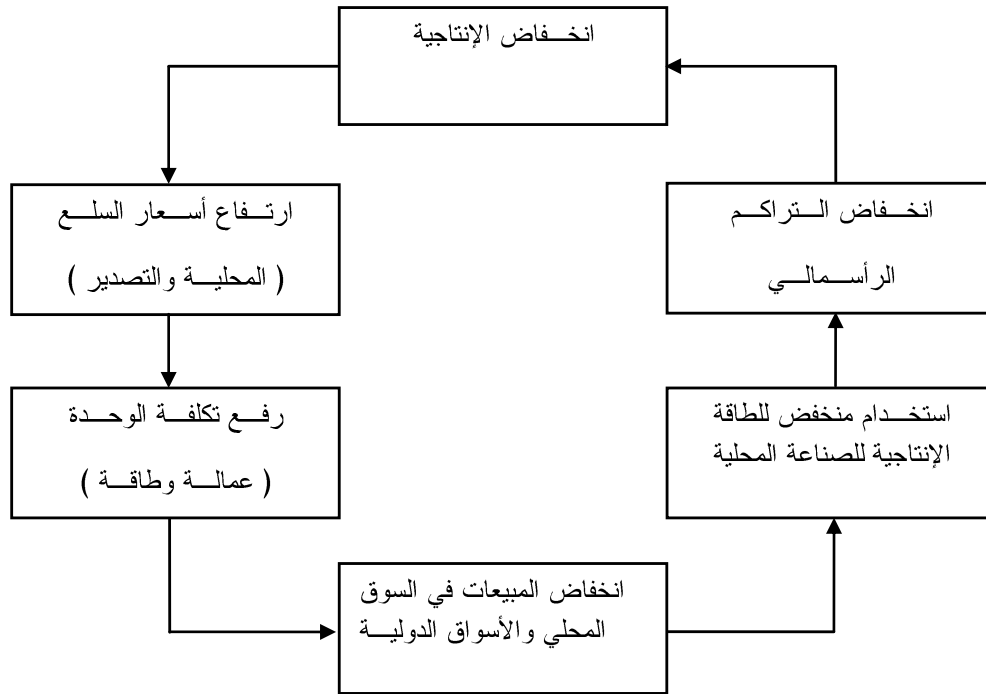 انخفاض الإنتاجية
ارتفاع أسعار السلع
( المحلية والتصدير )
انخفاض التراكم
الرأسمالي
رفع تكلفة الوحدة
( عمالة وطاقة )
استخدام منخفض للطاقة
الإنتاجية للصناعة المحلية
انخفاض المبيعات في السوق
المحلي والأسواق الدولية